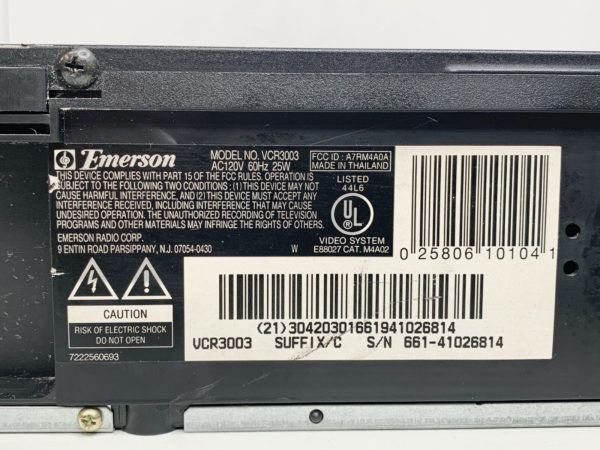 Emerson
MODEL NO. VCR3003
AC120V 60Hz 25W
FCC ID : A7RM4A0A
MADE IN THAILAND
THIS DEVICE COMPLIES WITH PART 15 OF THE FCC RULES. OPERATION IS
SUBJECT TO THE FOLLOWING TWO CONDITIONS : (1) THIS DEVICE MAY NOT
CAUSE HARMFUL INTERFERENCE, AND (2) THIS DEVICE MUST ACCEPT
ANY INTERFERENCE RECEIVED, INCLUDING INTERFERENCE THAT MAY CAUSE
UNDESIRED OPERATION. THE UNAUTHORIZED RECORDING OF TELEVISION
PROGRAMS AND OTHER MATERIALS MAY INFRINGE THE RIGHTS OF OTHERS.
EMERSON RADIO CORP.
9 ENTIN ROAD PARSIPPANY, N.J. 07054-0430 W
LISTED
44L6
UL
VIDEO SYSTEM
E88027 CAT. M4A02
0 25806 10104 1
CAUTION
RISK OF ELECTRIC SHOCK
DO NOT OPEN
7222560693
(21)30420301661941026814
VCR3003 SUFFIX/C S/N 661-41026814